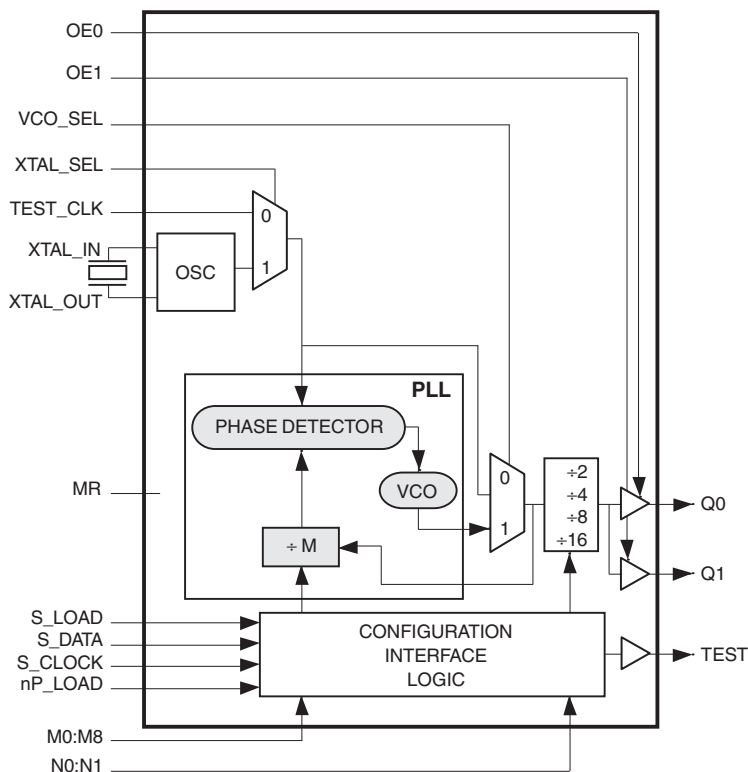 OE0
OE1
VCO_SEL
XTAL_SEL
TEST_CLK
0
XTAL_IN
OSC
1
XTAL_OUT
PLL
PHASE DETECTOR
VCO
0
1
÷2
÷4
÷8
÷16
Q0
MR
÷ M
Q1
S_LOAD
S_DATA
S_CLOCK
nP_LOAD
CONFIGURATION
INTERFACE
LOGIC
TEST
M0:M8
N0:N1